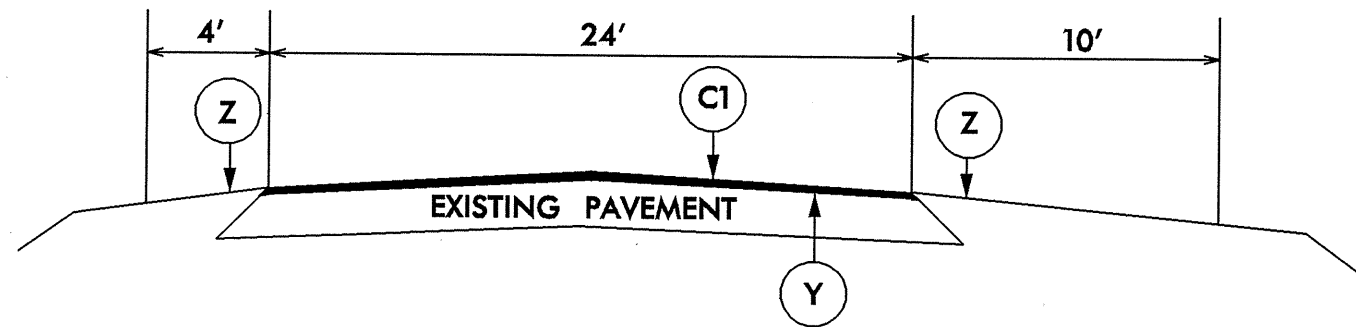 4' 24' 10'
Z C1 Z
EXISTING PAVEMENT
Y